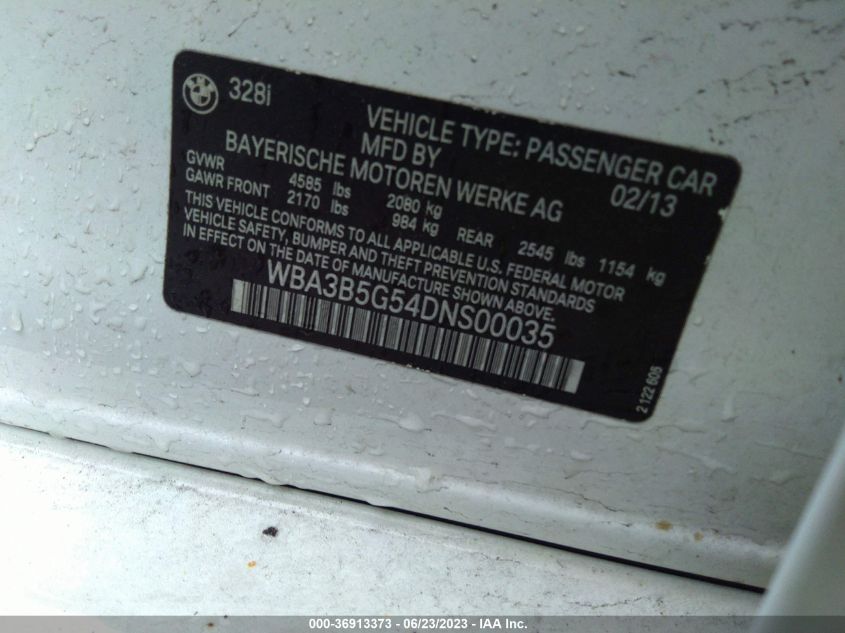 328i
VEHICLE TYPE: PASSENGER CAR
MFD BY 02/13
BAYERISCHE MOTOREN WERKE AG
GVWR 4585 lbs 2080 kg
GAWR FRONT 2170 lbs 984 kg REAR 2545 lbs 1154 kg
THIS VEHICLE CONFORMS TO ALL APPLICABLE U.S. FEDERAL MOTOR
VEHICLE SAFETY, BUMPER AND THEFT PREVENTION STANDARDS
IN EFFECT ON THE DATE OF MANUFACTURE SHOWN ABOVE.
WBA3B5G54DNS00035
2 122 606
000-36913373 - 06/23/2023 - IAA Inc.